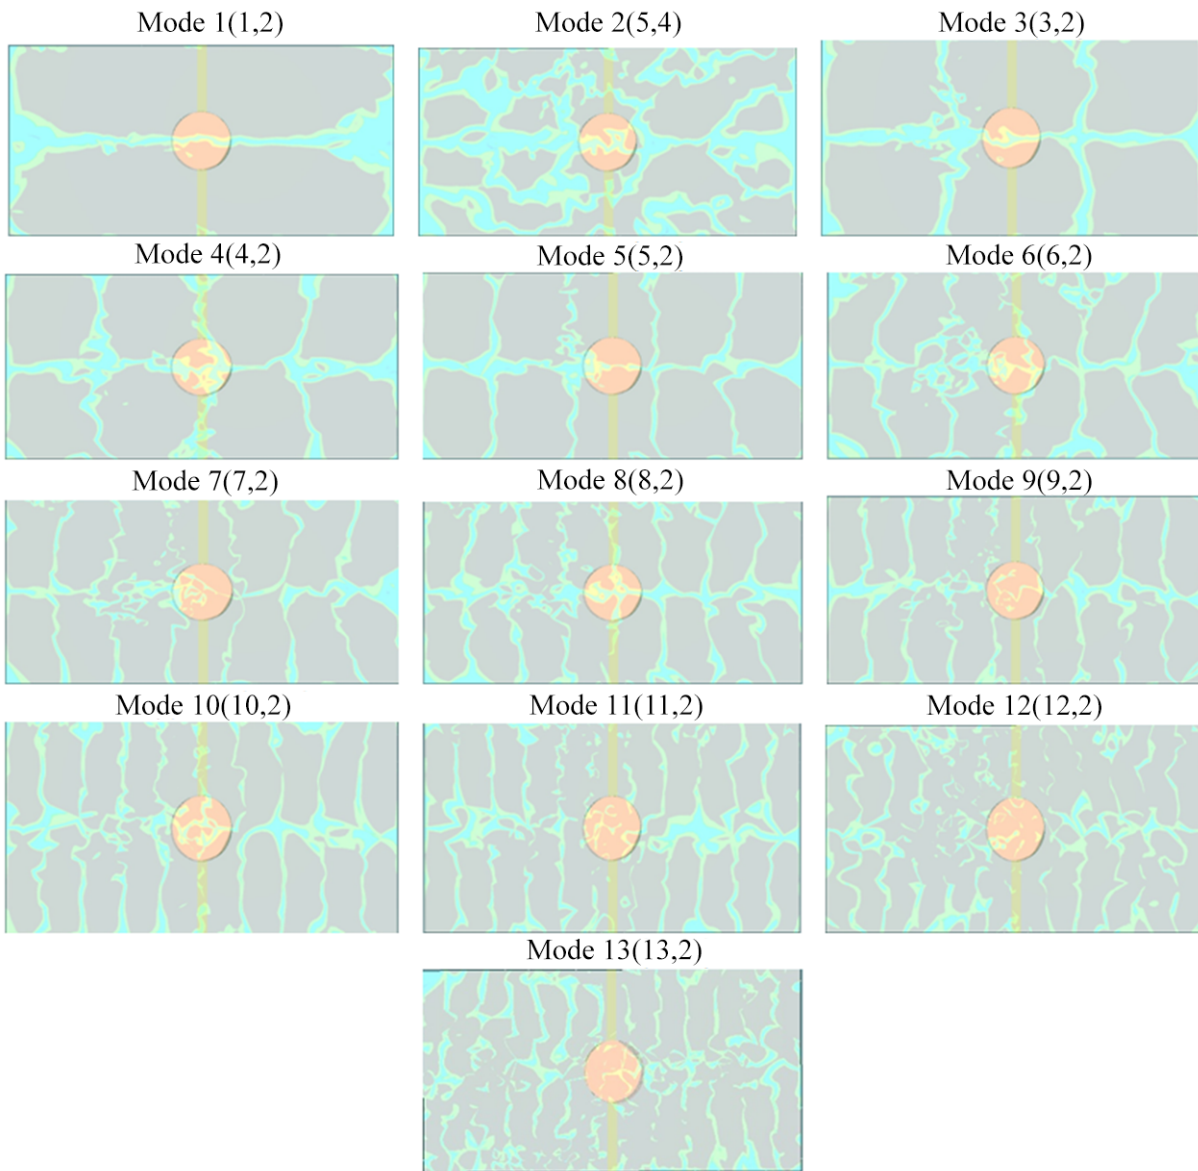 Mode 1(1,2)
Mode 2(5,4)
Mode 3(3,2)
Mode 4(4,2)
Mode 5(5,2)
Mode 6(6,2)
Mode 7(7,2)
Mode 8(8,2)
Mode 9(9,2)
Mode 10(10,2)
Mode 11(11,2)
Mode 12(12,2)
Mode 13(13,2)